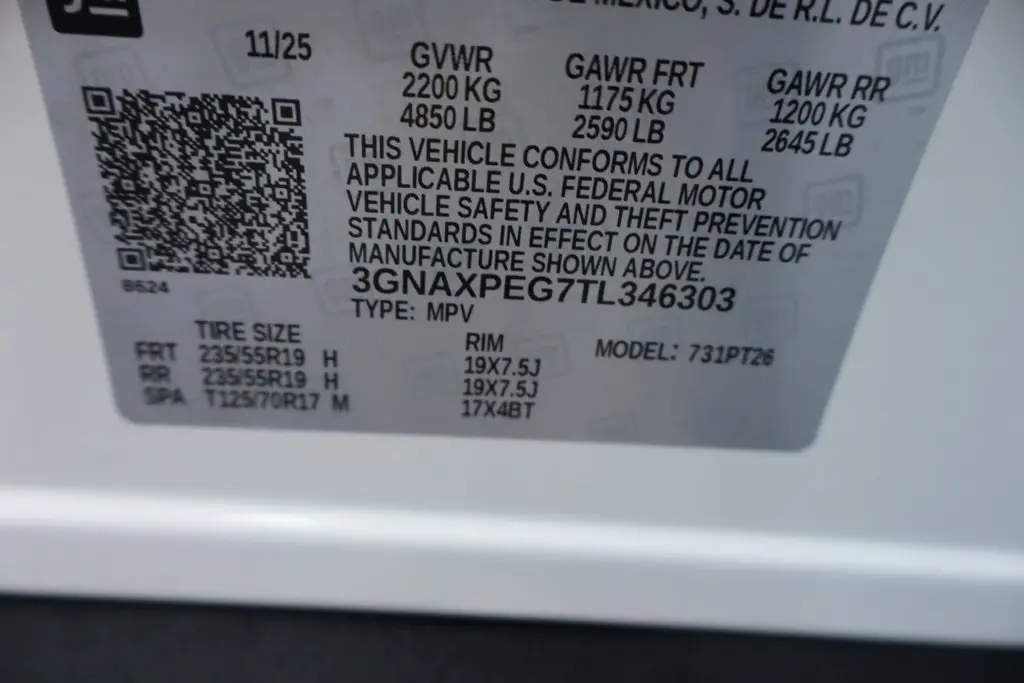 DE MEXICO, S. DE R.L. DE C.V.
11/25
GVWR
2200 KG
4850 LB
GAWR FRT
1175 KG
2590 LB
GAWR RR
1200 KG
2645 LB
THIS VEHICLE CONFORMS TO ALL
APPLICABLE U.S. FEDERAL MOTOR
VEHICLE SAFETY AND THEFT PREVENTION
STANDARDS IN EFFECT ON THE DATE OF
MANUFACTURE SHOWN ABOVE.
3GNAXPEG7TL346303
TYPE: MPV
8624
TIRE SIZE RIM MODEL: 731PT26
FRT 235/55R19 H 19X7.5J
RR 235/55R19 H 19X7.5J
SPA T125/70R17 M 17X4BT